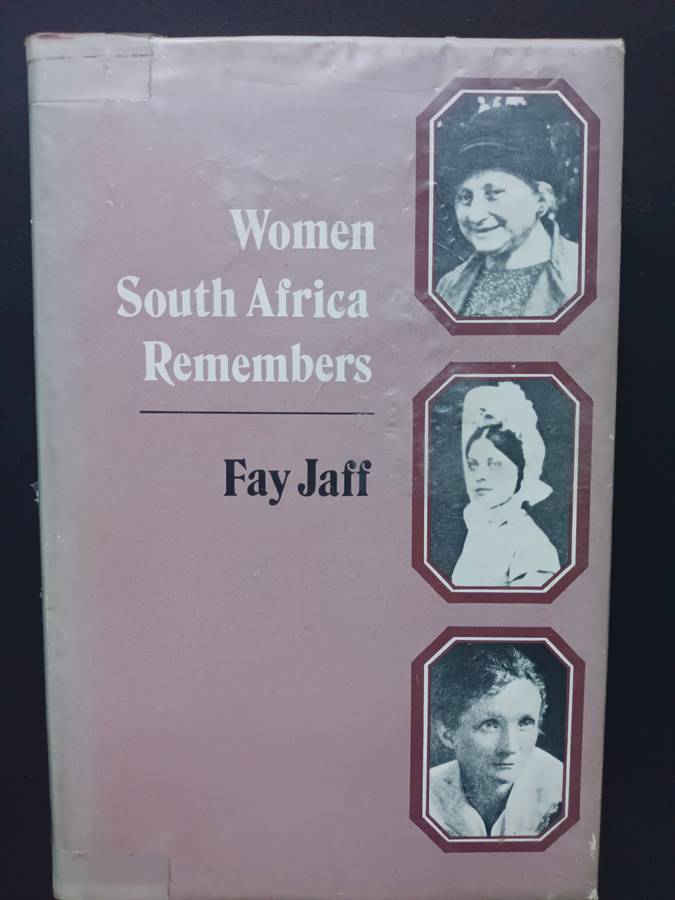 Women
South Africa
Remembers
Fay Jaff